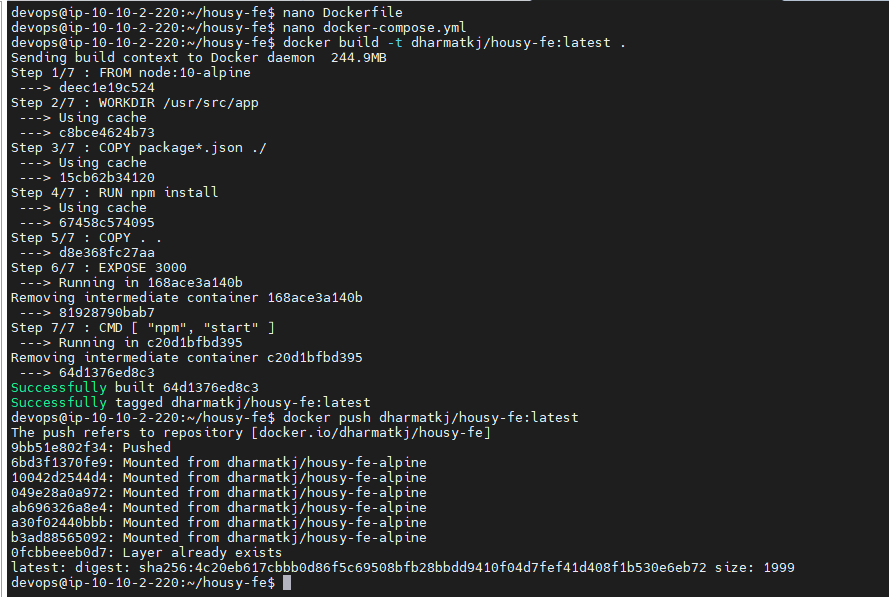 devops@ip-10-10-2-220:~/housy-fe$ nano Dockerfile
devops@ip-10-10-2-220:~/housy-fe$ nano docker-compose.yml
devops@ip-10-10-2-220:~/housy-fe$ docker build -t dharmatkj/housy-fe:latest .
Sending build context to Docker daemon  244.9MB
Step 1/7 : FROM node:10-alpine
 ---> deec1e19c524
Step 2/7 : WORKDIR /usr/src/app
 ---> Using cache
 ---> c8bce4624b73
Step 3/7 : COPY package*.json ./
 ---> Using cache
 ---> 15cb62b34120
Step 4/7 : RUN npm install
 ---> Using cache
 ---> 67458c574095
Step 5/7 : COPY . .
 ---> d8e368fc27aa
Step 6/7 : EXPOSE 3000
 ---> Running in 168ace3a140b
Removing intermediate container 168ace3a140b
 ---> 81928790bab7
Step 7/7 : CMD [ "npm", "start" ]
 ---> Running in c20d1bfbd395
Removing intermediate container c20d1bfbd395
 ---> 64d1376ed8c3
Successfully built 64d1376ed8c3
Successfully tagged dharmatkj/housy-fe:latest
devops@ip-10-10-2-220:~/housy-fe$ docker push dharmatkj/housy-fe:latest
The push refers to repository [docker.io/dharmatkj/housy-fe]
9bb51e802f34: Pushed
6bd3f1370fe9: Mounted from dharmatkj/housy-fe-alpine
10042d2544d4: Mounted from dharmatkj/housy-fe-alpine
049e28a0a972: Mounted from dharmatkj/housy-fe-alpine
ab696326a8e4: Mounted from dharmatkj/housy-fe-alpine
a30f02440bbb: Mounted from dharmatkj/housy-fe-alpine
b3ad88565092: Mounted from dharmatkj/housy-fe-alpine
0fcbbeeeb0d7: Layer already exists
latest: digest: sha256:4c20eb617cbbb0d86f5c69508bfb28bbdd9410f04d7fef41d408f1b530e6eb72 size: 1999
devops@ip-10-10-2-220:~/housy-fe$